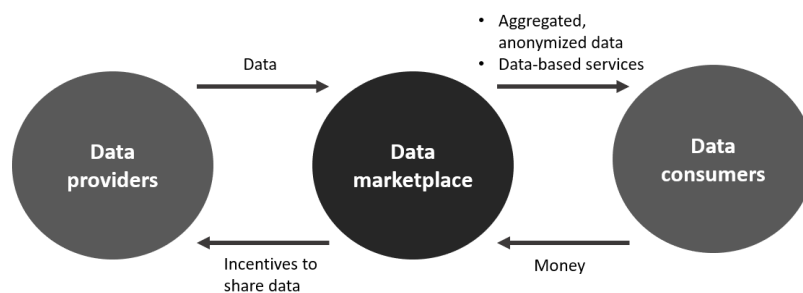 • Aggregated,
anonymized data
• Data-based services
Data
Data
providers
Data
marketplace
Data
consumers
Incentives to
share data
Money